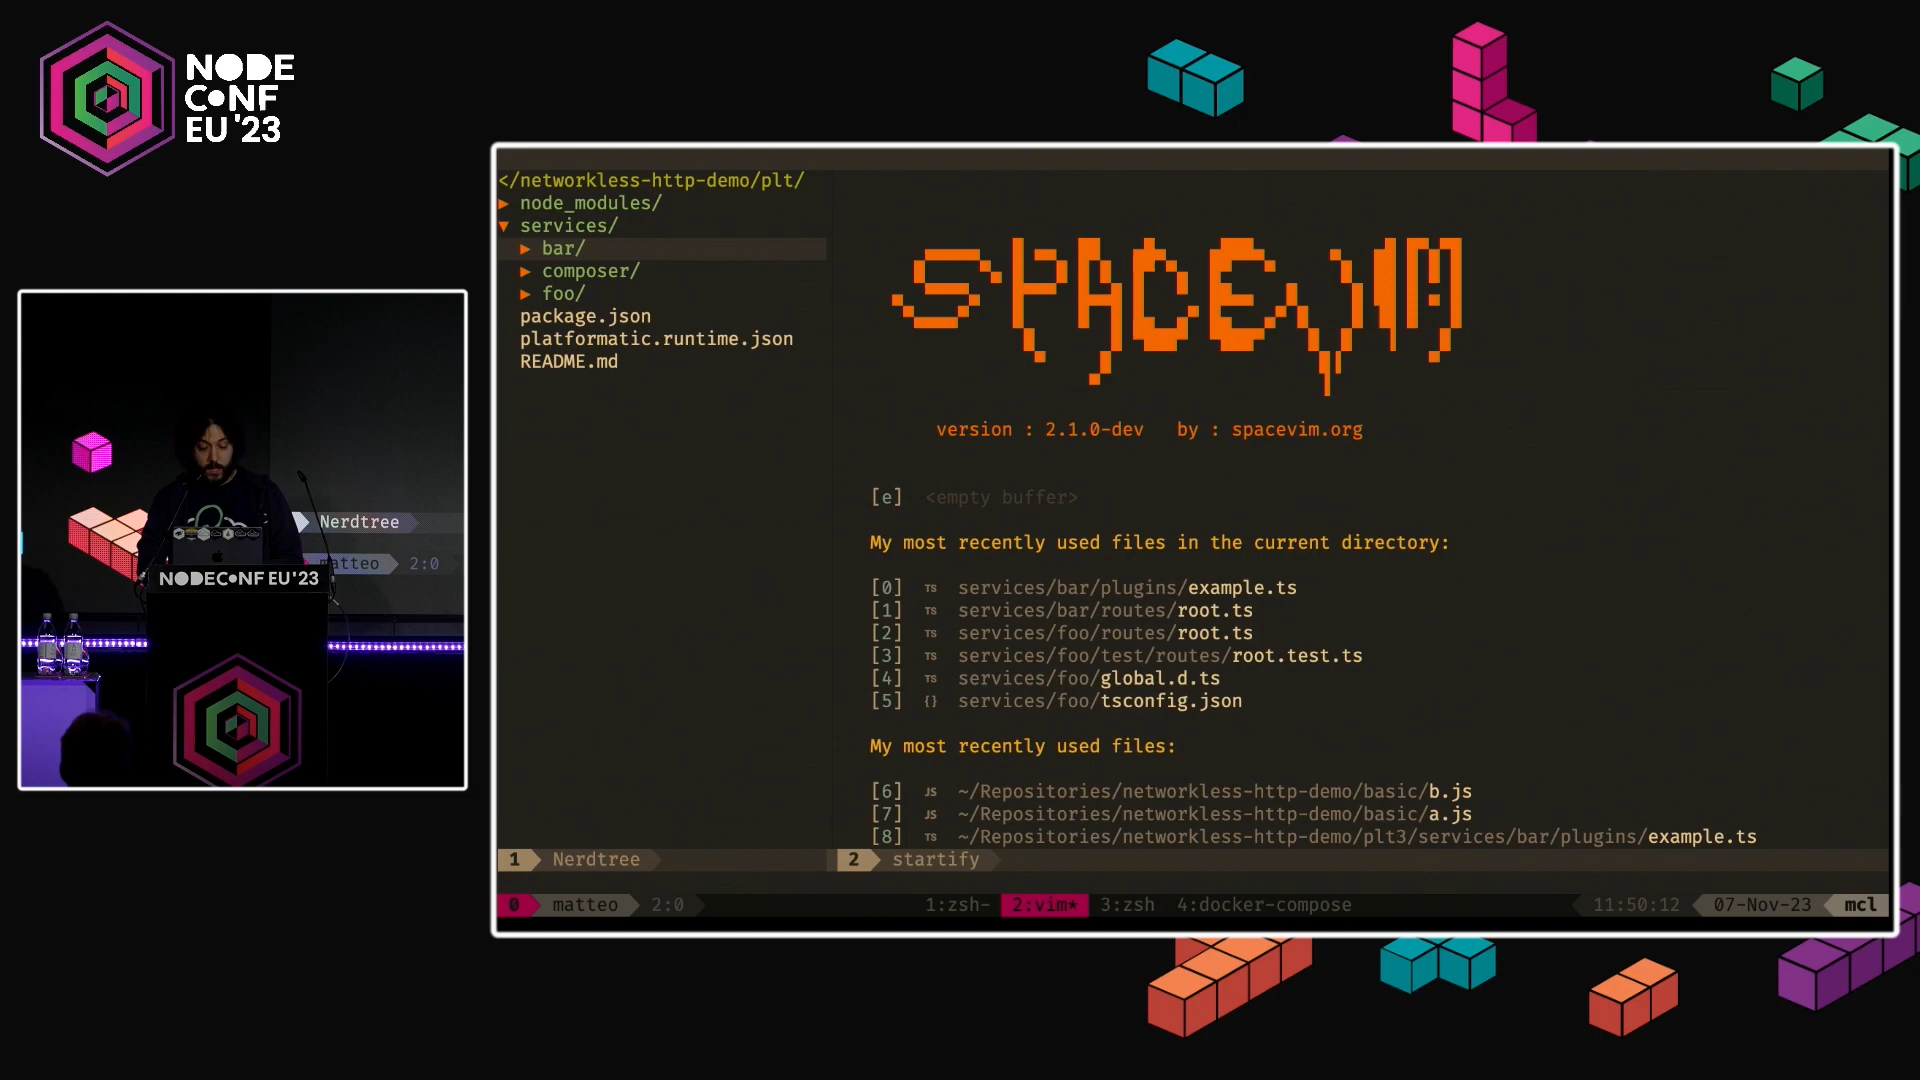 NODE
CONF
EU '23
</networkless-http-demo/plt/
▸ node_modules/
▾ services/
▸ bar/
▸ composer/
▸ foo/
package.json
platformatic.runtime.json
README.md
SPACEVIM
version : 2.1.0-dev by : spacevim.org
[e] <empty buffer>
My most recently used files in the current directory:
[0] TS services/bar/plugins/example.ts
[1] TS services/bar/routes/root.ts
[2] TS services/foo/routes/root.ts
[3] TS services/foo/test/routes/root.test.ts
[4] TS services/foo/global.d.ts
[5] {} services/foo/tsconfig.json
My most recently used files:
[6] JS ~/Repositories/networkless-http-demo/basic/b.js
[7] JS ~/Repositories/networkless-http-demo/basic/a.js
[8] TS ~/Repositories/networkless-http-demo/plt3/services/bar/plugins/example.ts
1 Nerdtree 2 startify
0 matteo 2:0 1:zsh- 2:vim* 3:zsh 4:docker-compose 11:50:12 07-Nov-23 mcl
Nerdtree
matteo 2:0
NODECONF EU'23